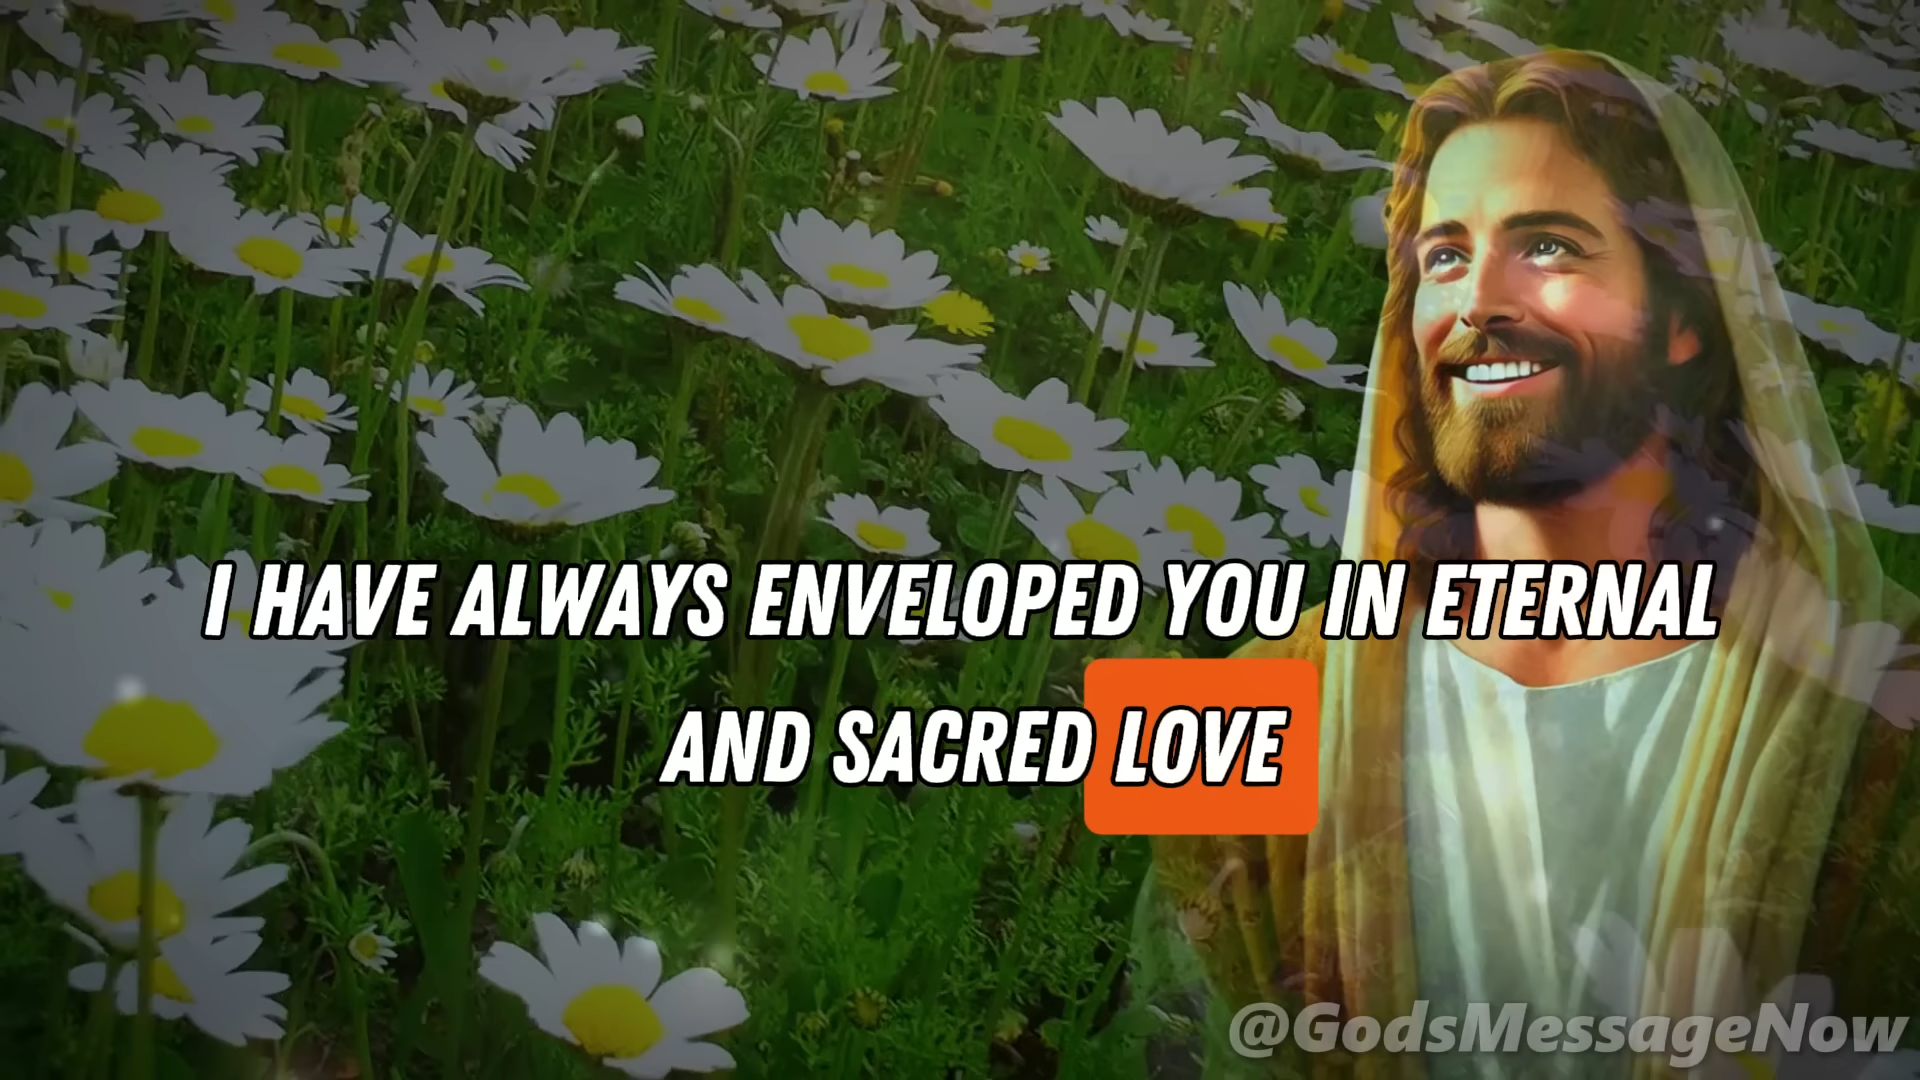 I HAVE ALWAYS ENVELOPED YOU IN ETERNAL
AND SACRED LOVE
@GodsMessageNow